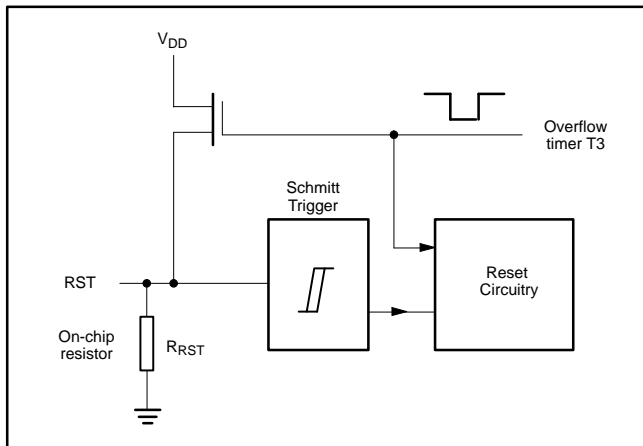 VDD
Overflow
timer T3
Schmitt
Trigger
RST
Reset
Circuitry
On-chip
resistor
RRST